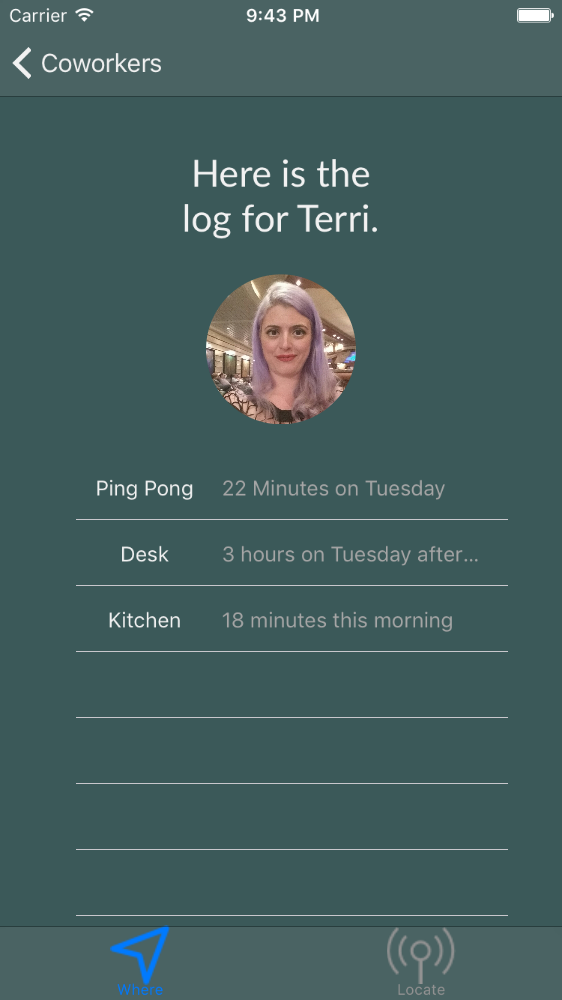 Carrier 9:43 PM
Coworkers
Here is the
log for Terri.
Ping Pong 22 Minutes on Tuesday
Desk 3 hours on Tuesday after...
Kitchen 18 minutes this morning
Where Locate